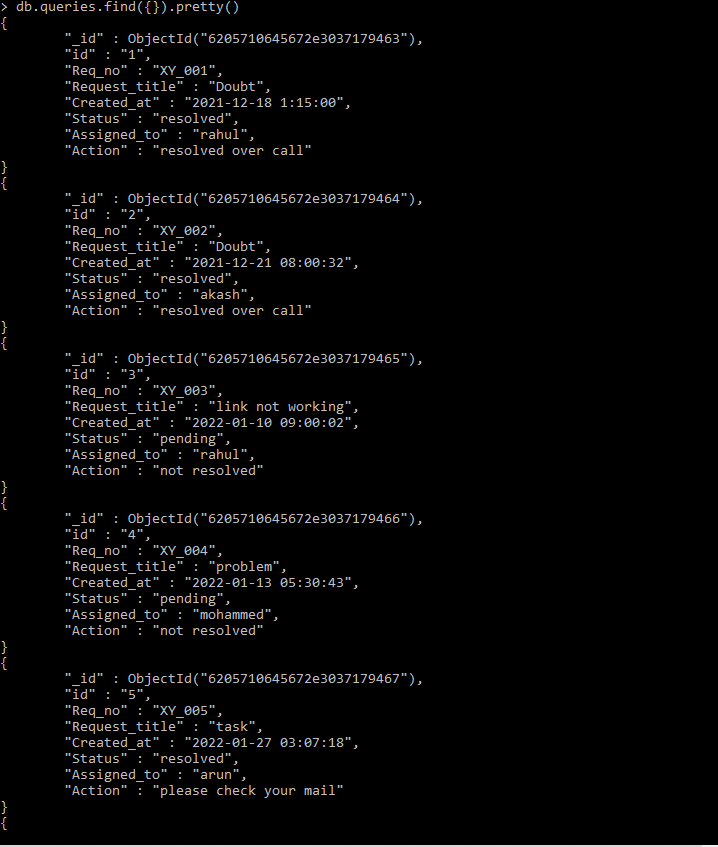 > db.queries.find({}).pretty()
{
"_id" : ObjectId("6205710645672e3037179463"),
"id" : "1",
"Req_no" : "XY_001",
"Request_title" : "Doubt",
"Created_at" : "2021-12-18 1:15:00",
"Status" : "resolved",
"Assigned_to" : "rahul",
"Action" : "resolved over call"
}
{
"_id" : ObjectId("6205710645672e3037179464"),
"id" : "2",
"Req_no" : "XY_002",
"Request_title" : "Doubt",
"Created_at" : "2021-12-21 08:00:32",
"Status" : "resolved",
"Assigned_to" : "akash",
"Action" : "resolved over call"
}
{
"_id" : ObjectId("6205710645672e3037179465"),
"id" : "3",
"Req_no" : "XY_003",
"Request_title" : "link not working",
"Created_at" : "2022-01-10 09:00:02",
"Status" : "pending",
"Assigned_to" : "rahul",
"Action" : "not resolved"
}
{
"_id" : ObjectId("6205710645672e3037179466"),
"id" : "4",
"Req_no" : "XY_004",
"Request_title" : "problem",
"Created_at" : "2022-01-13 05:30:43",
"Status" : "pending",
"Assigned_to" : "mohammed",
"Action" : "not resolved"
}
{
"_id" : ObjectId("6205710645672e3037179467"),
"id" : "5",
"Req_no" : "XY_005",
"Request_title" : "task",
"Created_at" : "2022-01-27 03:07:18",
"Status" : "resolved",
"Assigned_to" : "arun",
"Action" : "please check your mail"
}
{